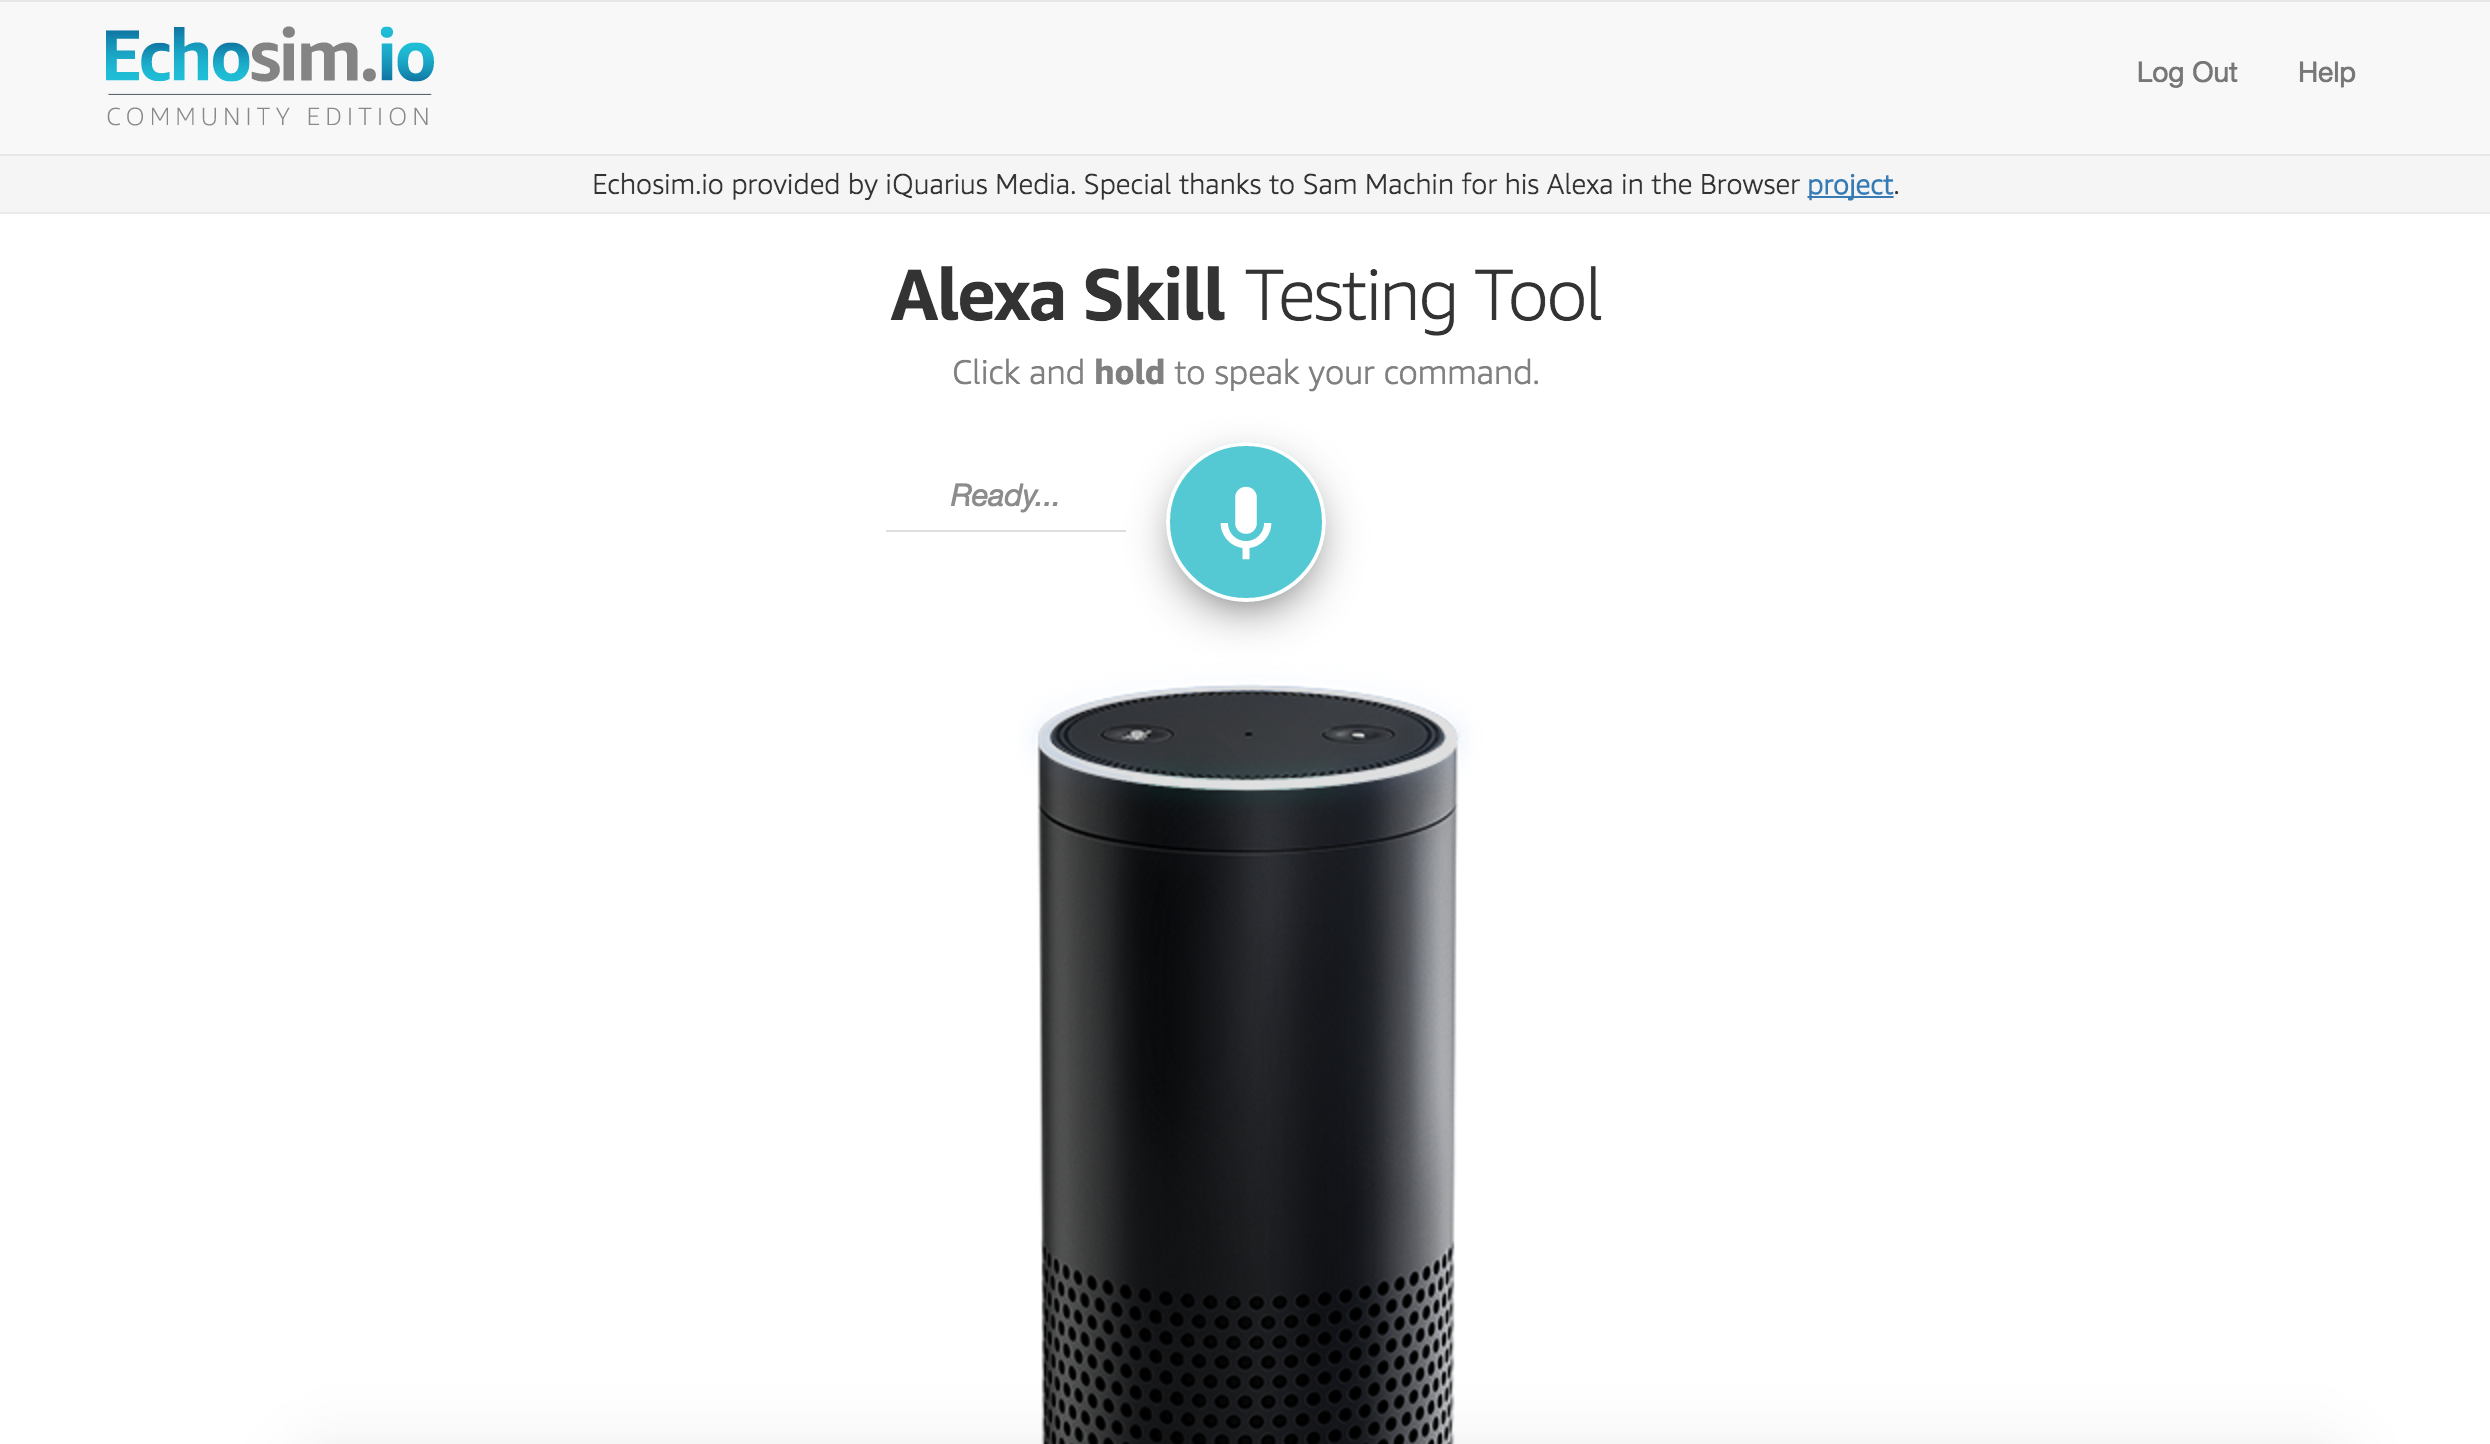 Echosim.io
COMMUNITY EDITION
Log Out
Help
Echosim.io provided by iQuarius Media. Special thanks to Sam Machin for his Alexa in the Browser project.
Alexa Skill Testing Tool
Click and hold to speak your command.
Ready...